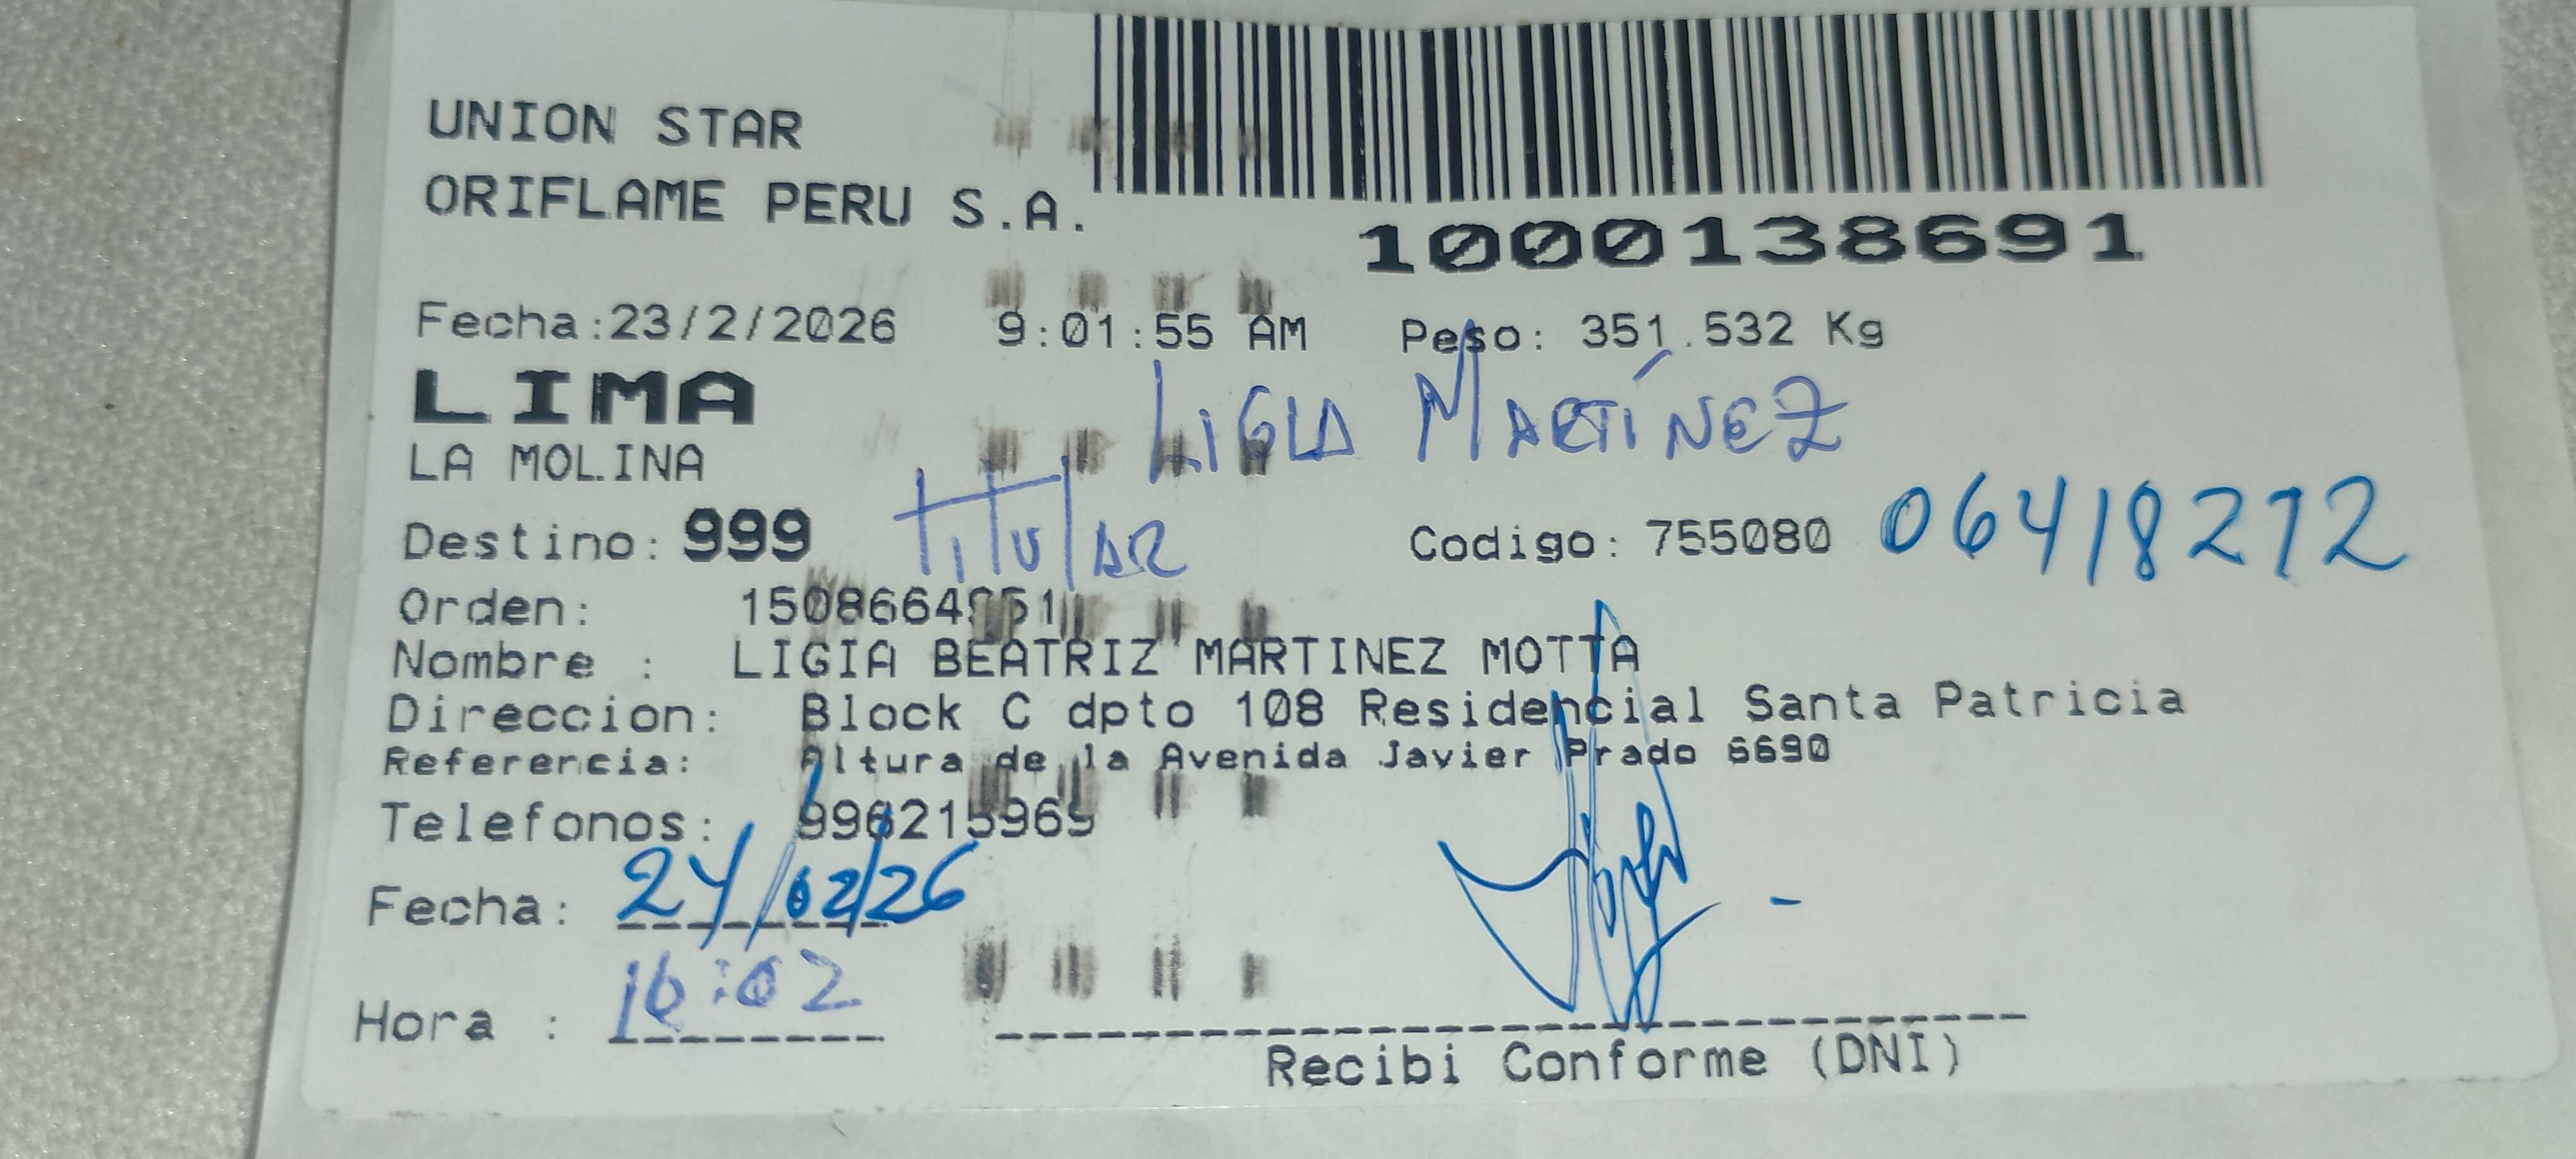 UNION STAR
ORIFLAME PERU S.A.
1000138691
Fecha:23/2/2026 9:01:55 AM Peso: 351.532 Kg
LIMA
LIGIA MARTÍNEZ
LA MOLINA
Destino: 999 TITULAR Codigo: 755080 06418272
Orden:
Nombre : LIGIA BEATRIZ MARTINEZ MOTTA
Direccion: Block C dpto 108 Residencial Santa Patricia
Referencia: Altura de la Avenida Javier Prado 6690
Telefonos: 996215969
Fecha: 24/02/26
Hora : 16:02
Recibi Conforme (DNI)